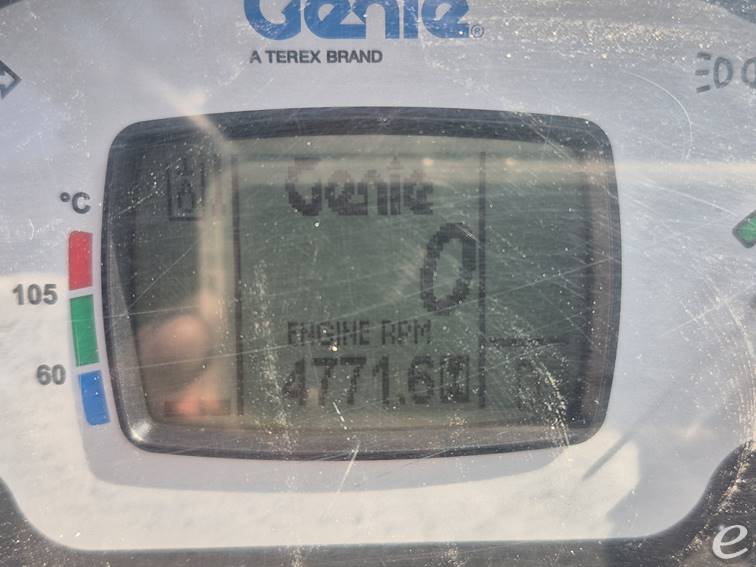 Genie®
A TEREX BRAND
°C
105
60
Genie
0
ENGINE RPM
4771.6
e